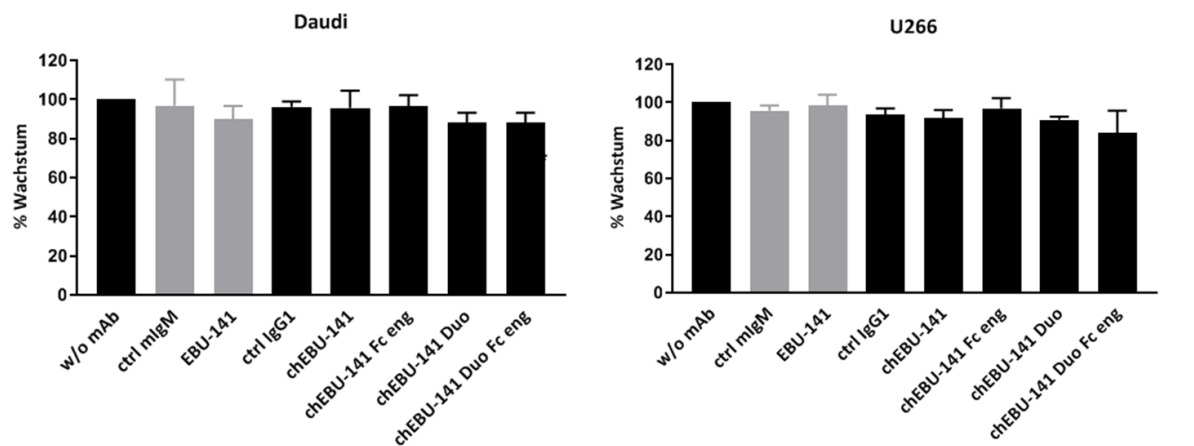 Daudi
% Wachstum
120
100
80
60
40
20
0
w/o mAb
ctrl mIgM
EBU-141
ctrl IgG1
chEBU-141
chEBU-141 Fc eng
chEBU-141 Duo
chEBU-141 Duo Fc eng
U266
% Wachstum
120
100
80
60
40
20
0
w/o mAb
ctrl mIgM
EBU-141
ctrl IgG1
chEBU-141
chEBU-141 Fc eng
chEBU-141 Duo
chEBU-141 Duo Fc eng